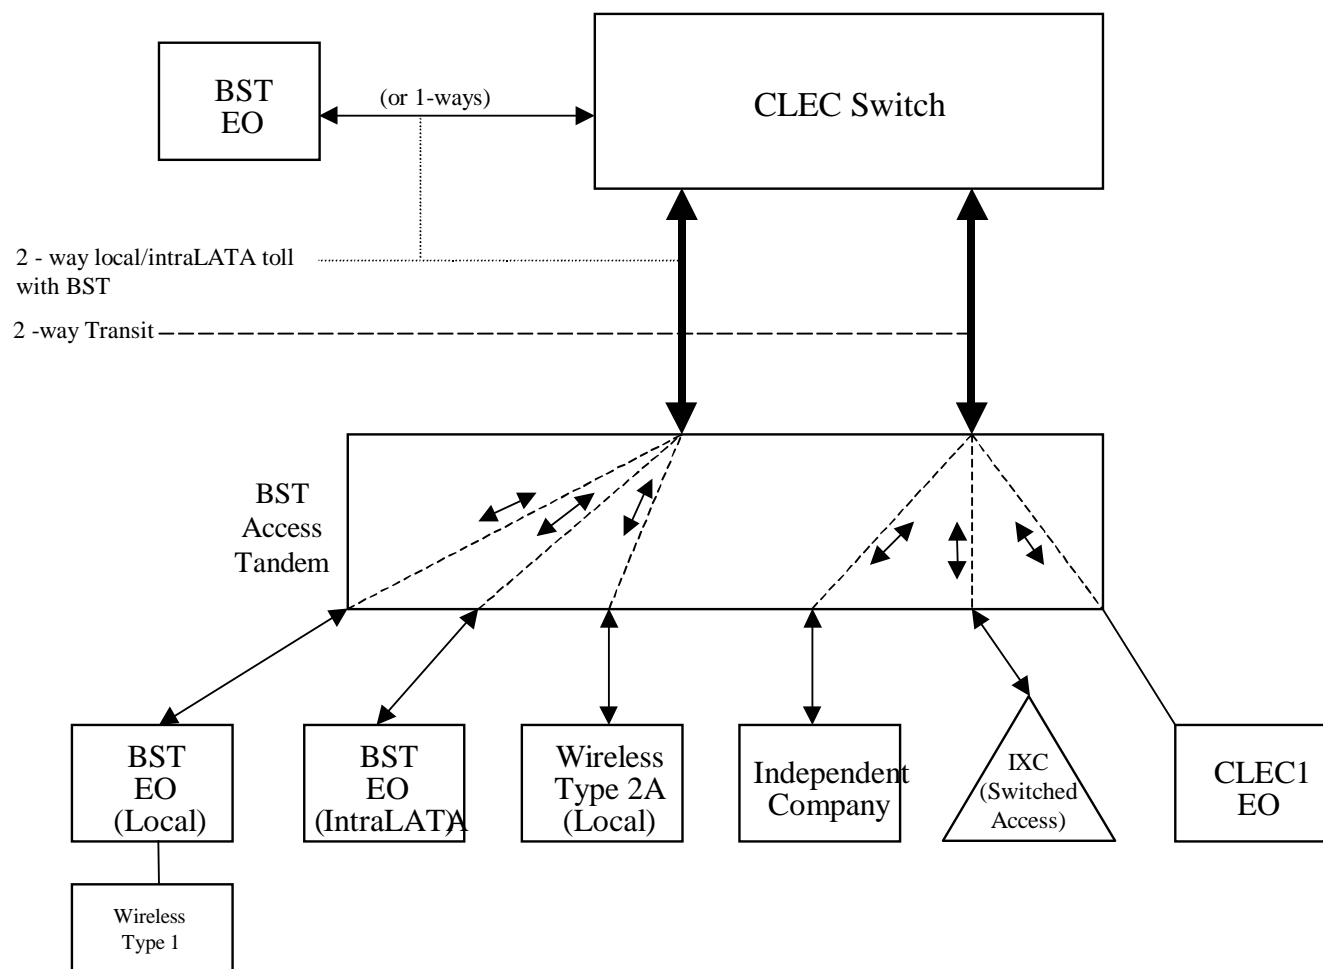 BST
EO
(or 1-ways)
CLEC Switch
2 - way local/intraLATA toll
with BST
2 -way Transit
BST
Access
Tandem
BST
EO
(Local)
BST
EO
(IntraLATA)
Wireless
Type 2A
(Local)
Independent
Company
IXC
(Switched
Access)
CLEC1
EO
Wireless
Type 1